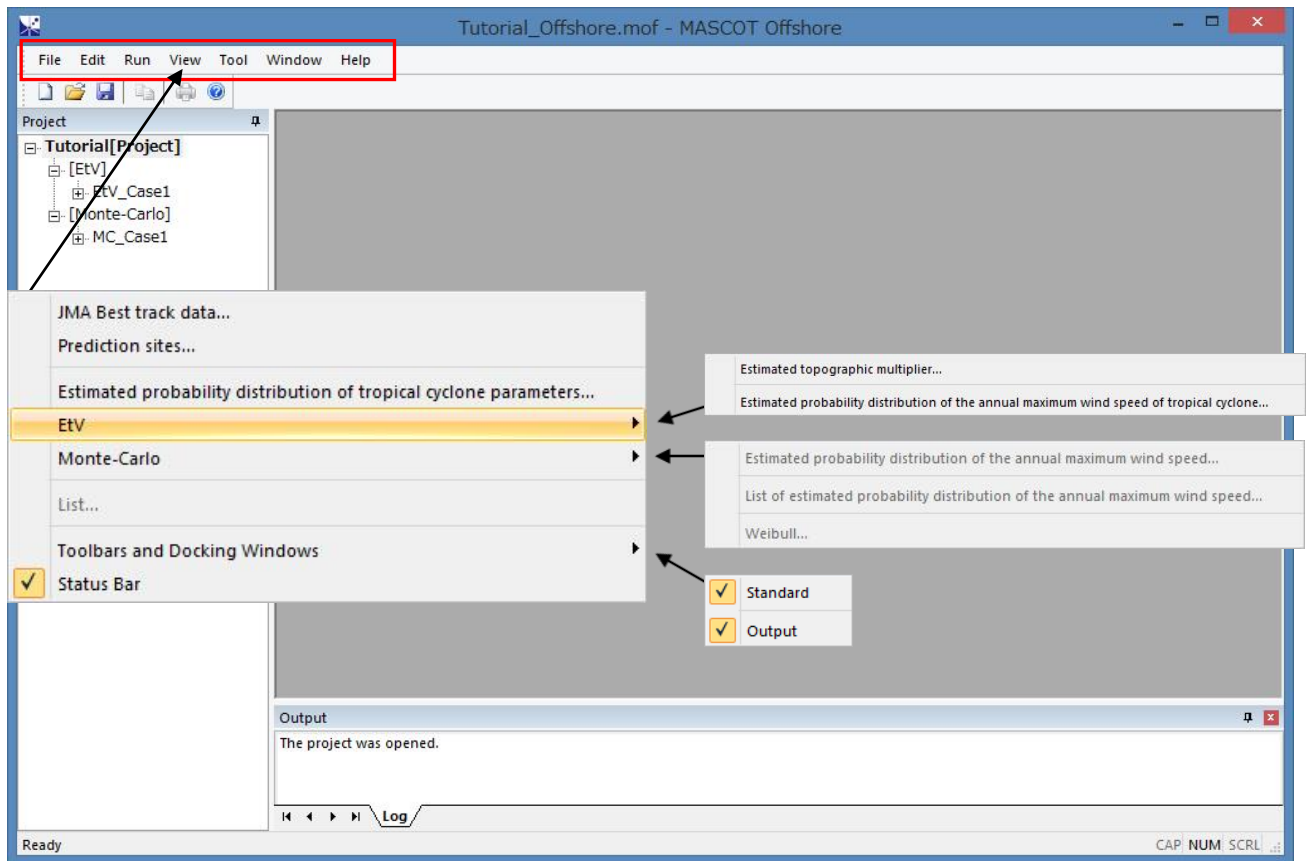 Tutorial_Offshore.mof - MASCOT Offshore
File Edit Run View Tool Window Help
Project
Tutorial[Project]
[EtV]
EtV_Case1
[Monte-Carlo]
MC_Case1
JMA Best track data...
Prediction sites...
Estimated probability distribution of tropical cyclone parameters...
EtV
Monte-Carlo
List...
Toolbars and Docking Windows
Status Bar
Estimated topographic multiplier...
Estimated probability distribution of the annual maximum wind speed of tropical cyclone...
Estimated probability distribution of the annual maximum wind speed...
List of estimated probability distribution of the annual maximum wind speed...
Weibull...
Standard
Output
Output
The project was opened.
Log
Ready CAP NUM SCRL